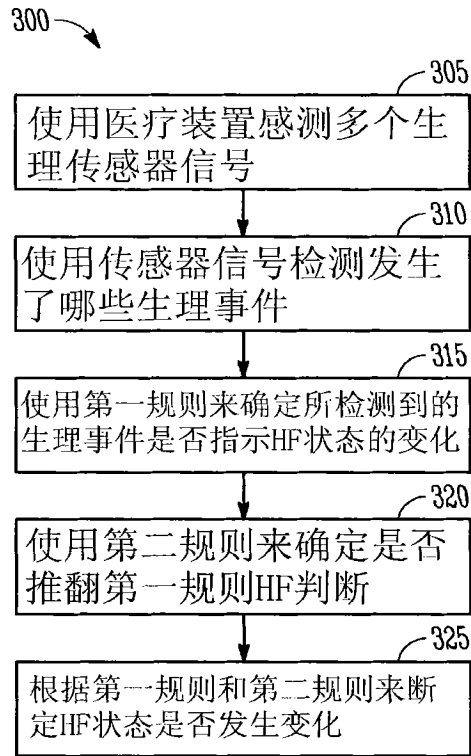 300
305
使用医疗装置感测多个生
理传感器信号
310
使用传感器信号检测发生
了哪些生理事件
315
使用第一规则来确定所检测到的
生理事件是否指示HF状态的变化
320
使用第二规则来确定是否
推翻第一规则HF判断
325
根据第一规则和第二规则来断
定HF状态是否发生变化